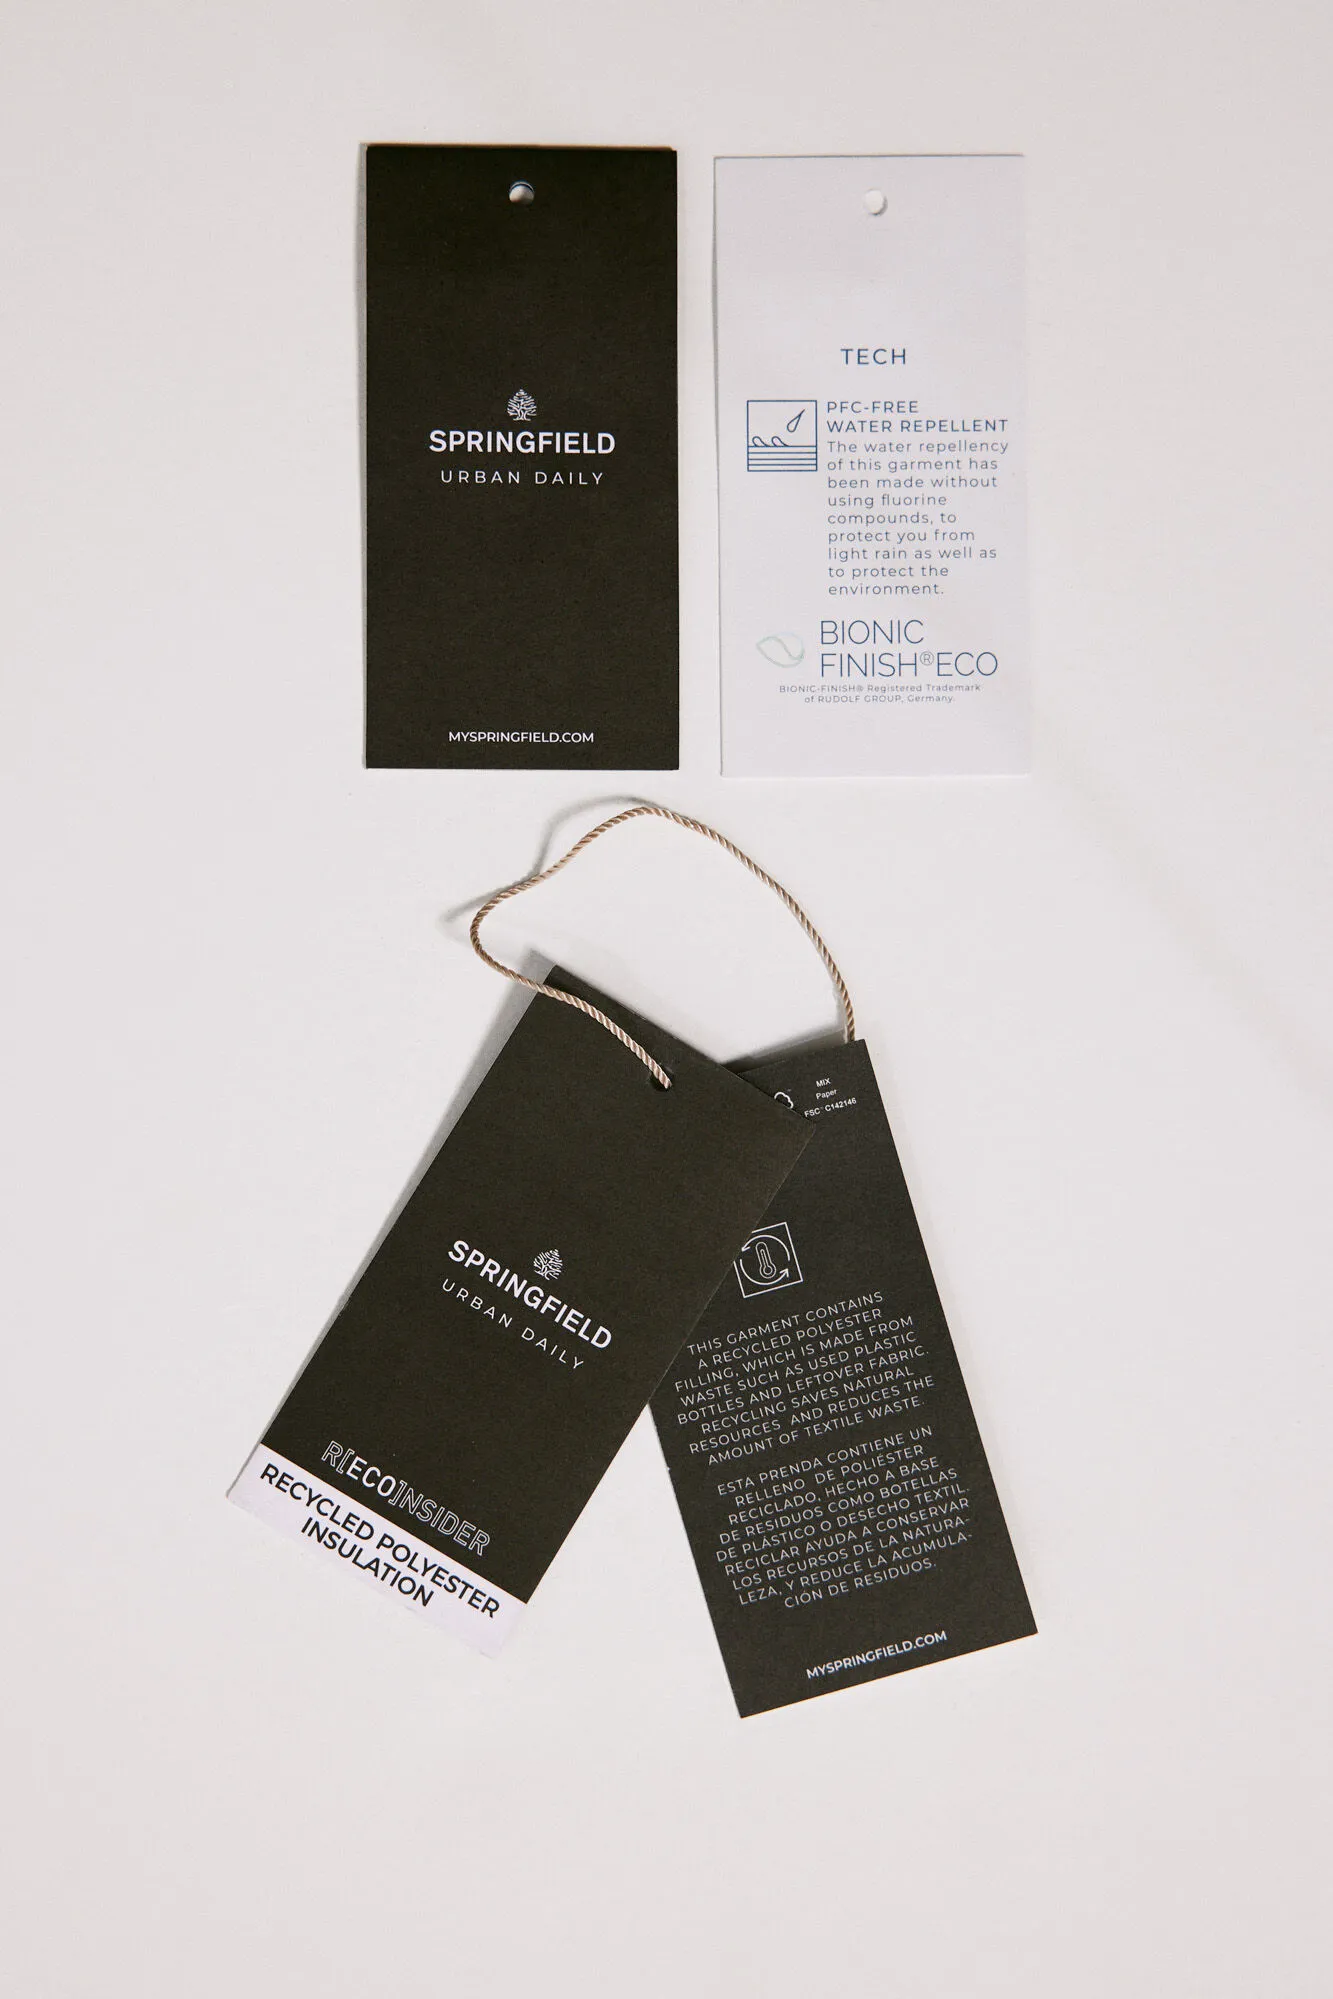 SPRINGFIELD
URBAN DAILY
MYSPRINGFIELD.COM
TECH
PFC-FREE
WATER REPELLENT
The water repellency
of this garment has
been made without
using fluorine
compounds, to
protect you from
light rain as well as
to protect the
environment.
BIONIC
FINISH®ECO
BIONIC-FINISH® Registered Trademark
of RUDOLF GROUP, Germany.
SPRINGFIELD
URBAN DAILY
R[ECO]NSIDER
RECYCLED POLYESTER
INSULATION
MIX
Paper
FSC™ C142146
THIS GARMENT CONTAINS
A RECYCLED POLYESTER
FILLING, WHICH IS MADE FROM
WASTE SUCH AS USED PLASTIC
BOTTLES AND LEFTOVER FABRIC.
RECYCLING SAVES NATURAL
RESOURCES AND REDUCES THE
AMOUNT OF TEXTILE WASTE.
ESTA PRENDA CONTIENE UN
RELLENO DE POLIÉSTER
RECICLADO, HECHO A BASE
DE RESIDUOS COMO BOTELLAS
DE PLÁSTICO O DESECHO TEXTIL.
RECICLAR AYUDA A CONSERVAR
LOS RECURSOS DE LA NATURA-
LEZA, Y REDUCE LA ACUMULA-
CIÓN DE RESIDUOS.
MYSPRINGFIELD.COM